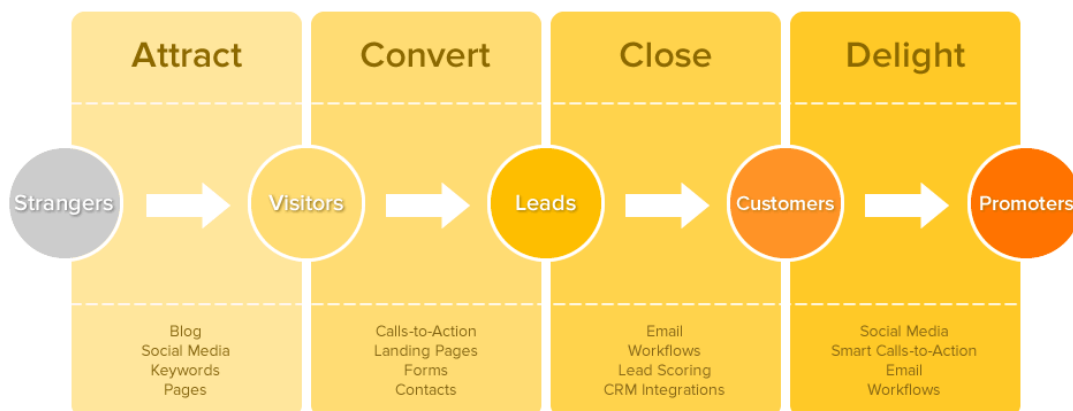 Attract
Convert
Close
Delight
Strangers
Visitors
Leads
Customers
Promoters
Blog
Social Media
Keywords
Pages
Calls-to-Action
Landing Pages
Forms
Contacts
Email
Workflows
Lead Scoring
CRM Integrations
Social Media
Smart Calls-to-Action
Email
Workflows